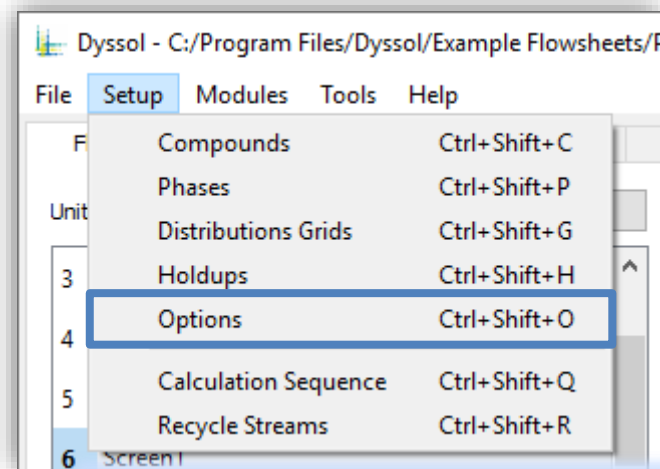 Dyssol - C:/Program Files/Dyssol/Example Flowsheets/
File Setup Modules Tools Help
Compounds Ctrl+Shift+C
Phases Ctrl+Shift+P
Unit
Distributions Grids Ctrl+Shift+G
3 Holdups Ctrl+Shift+H
Options Ctrl+Shift+O
4
Calculation Sequence Ctrl+Shift+Q
5
Recycle Streams Ctrl+Shift+R
6 Screen1